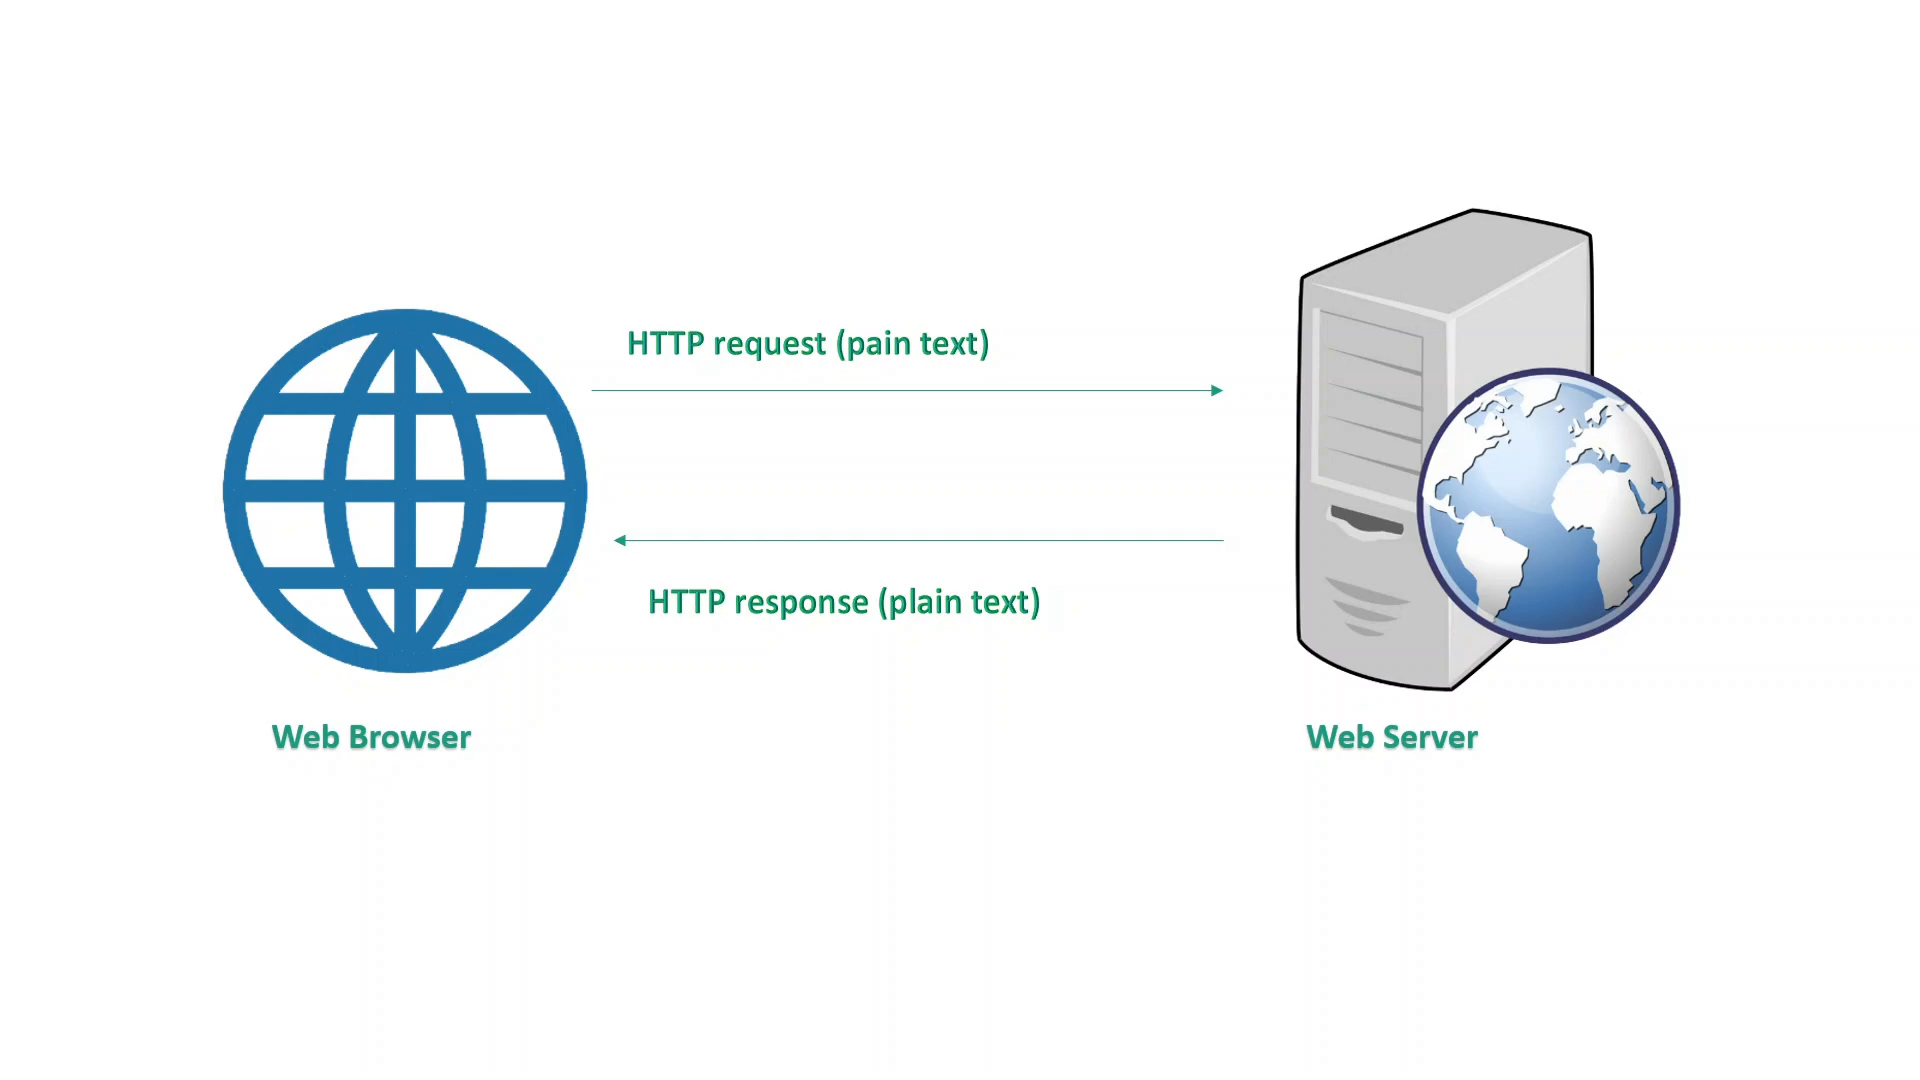 HTTP request (pain text)
HTTP response (plain text)
Web Browser
Web Server